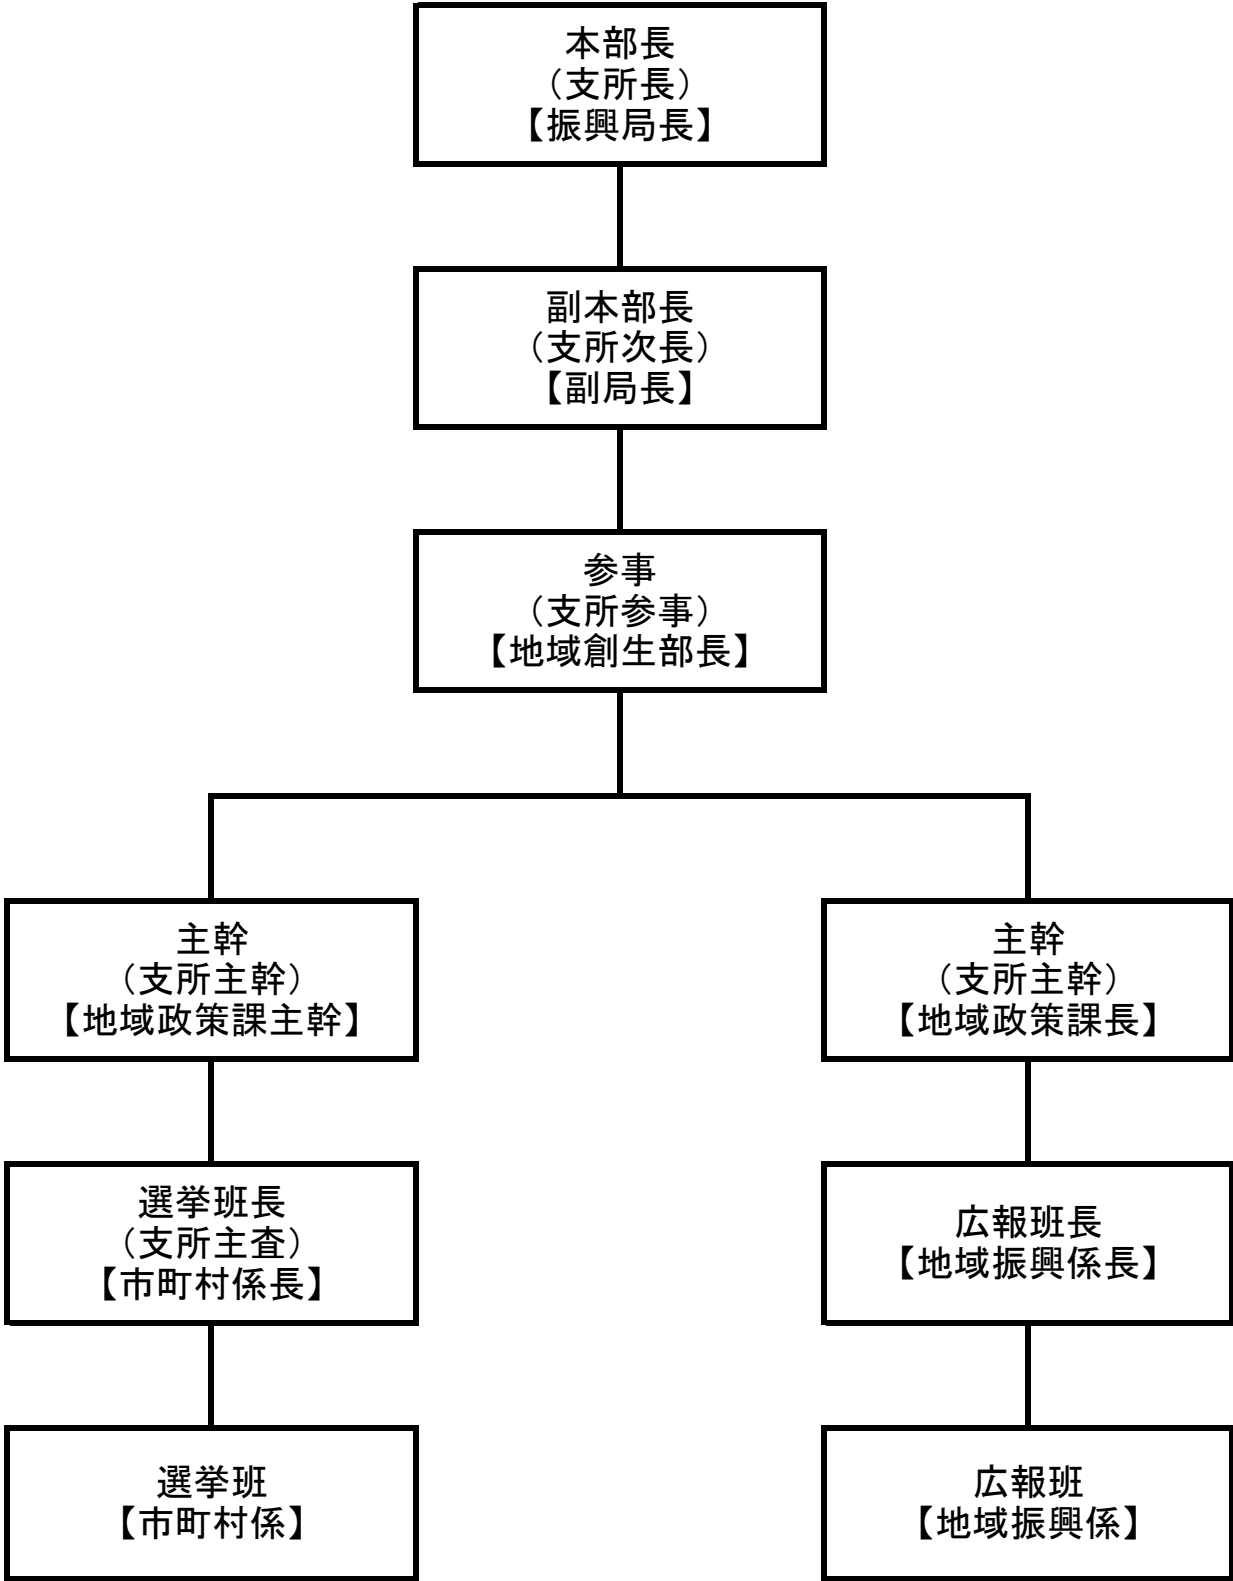 本部長
（支所長）
【振興局長】
副本部長
（支所次長）
【副局長】
参事
（支所参事）
【地域創生部長】
主幹
（支所主幹）
【地域政策課主幹】
主幹
（支所主幹）
【地域政策課長】
選挙班長
（支所主査）
【市町村係長】
広報班長
【地域振興係長】
選挙班
【市町村係】
広報班
【地域振興係】